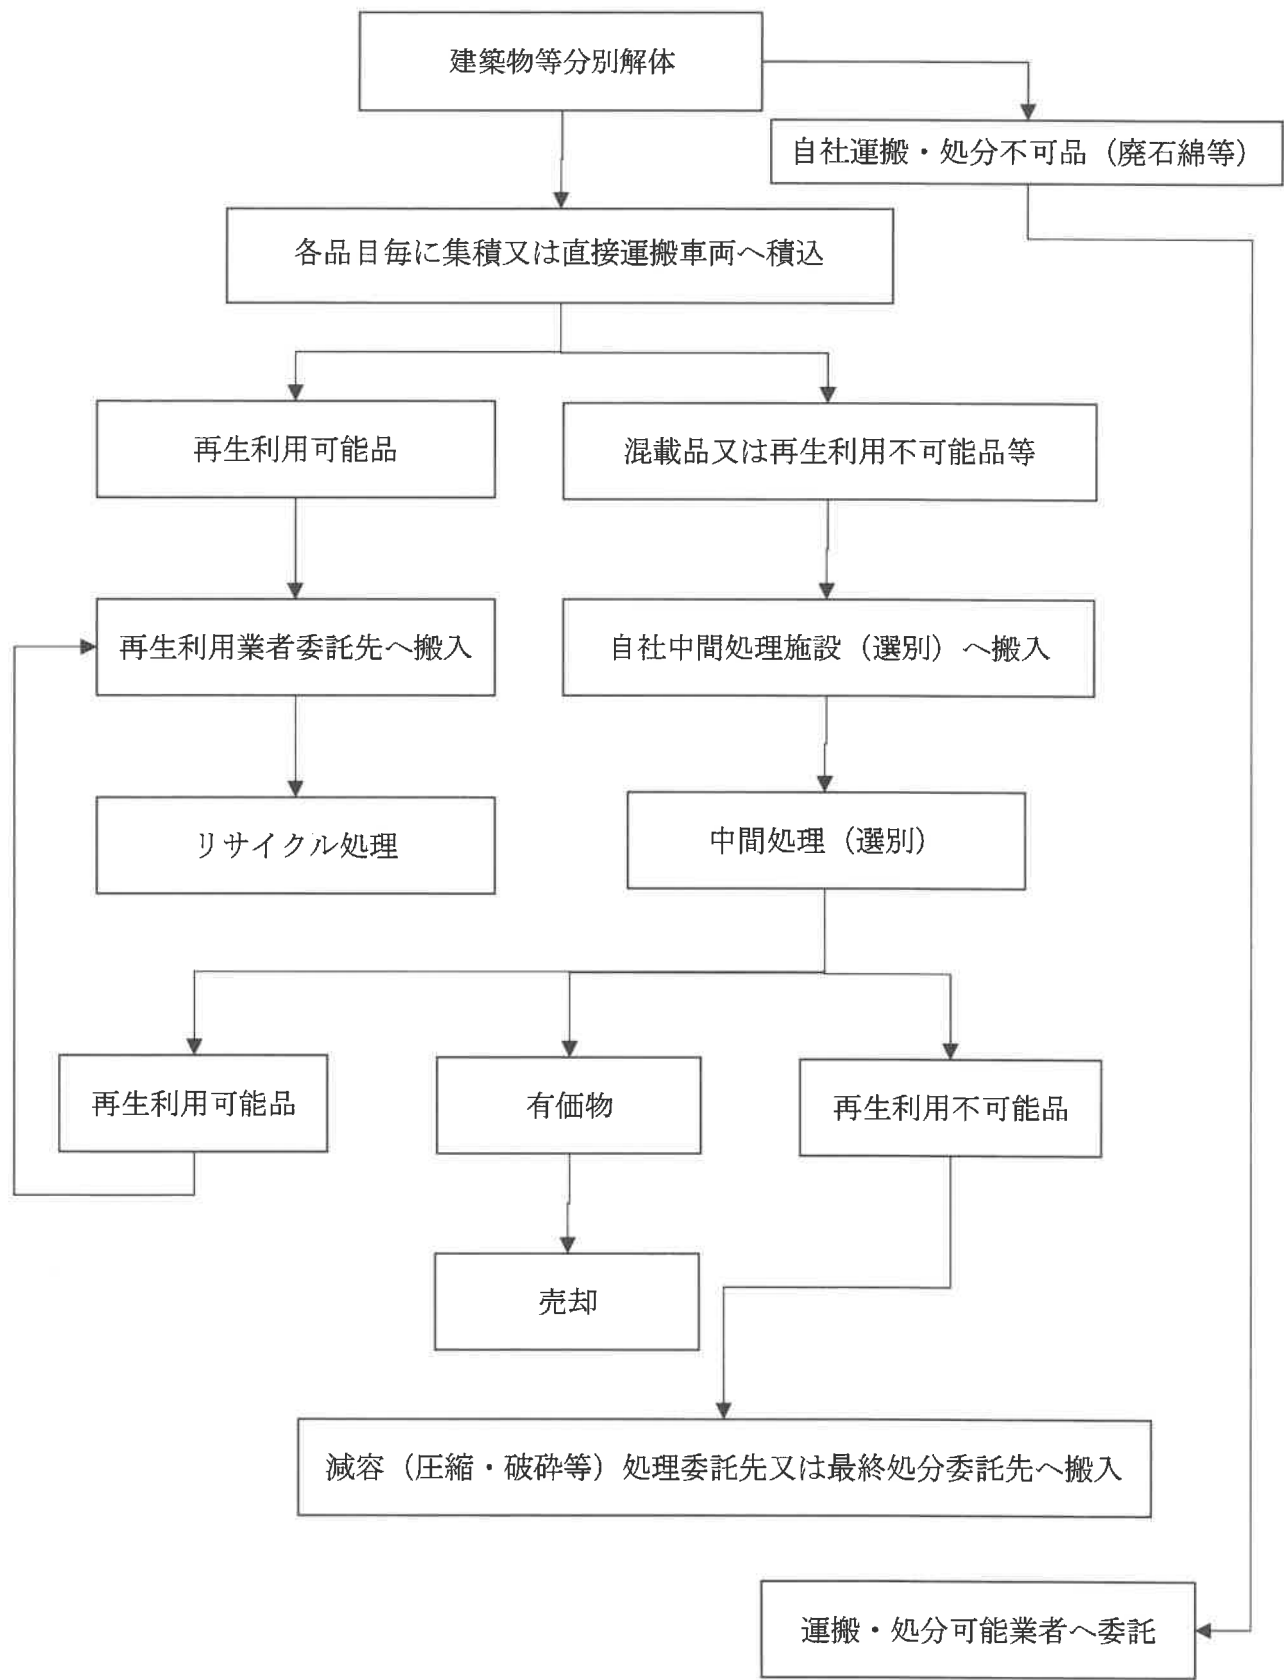 建築物等分別解体
自社運搬・処分不可品（廃石綿等）
各品目毎に集積又は直接運搬車両へ積込
再生利用可能品
混載品又は再生利用不可能品等
再生利用業者委託先へ搬入
自社中間処理施設（選別）へ搬入
リサイクル処理
中間処理（選別）
再生利用可能品
有価物
再生利用不可能品
売却
減容（圧縮・破砕等）処理委託先又は最終処分委託先へ搬入
運搬・処分可能業者へ委託